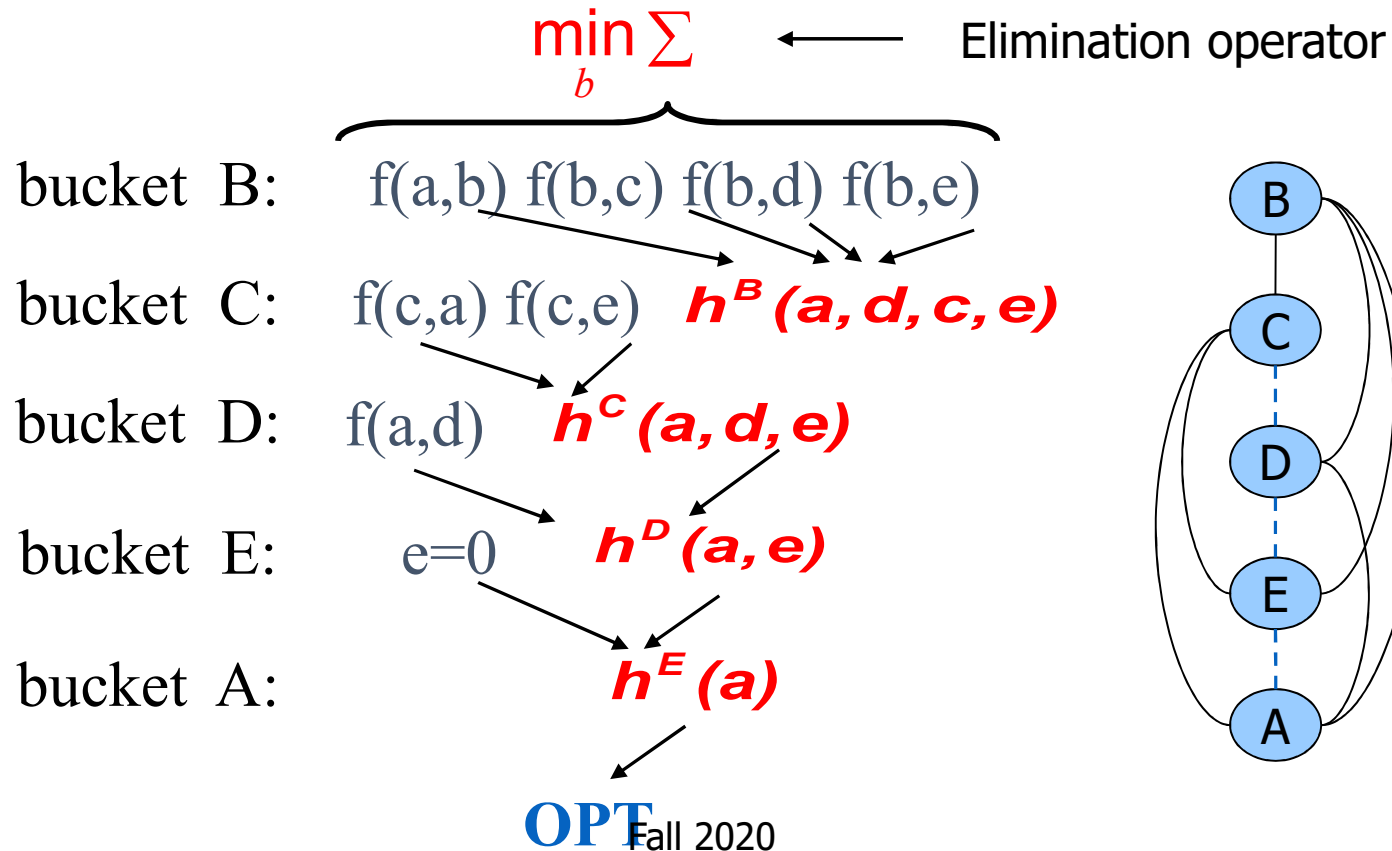 min Σ
b
Elimination operator
bucket B: f(a,b) f(b,c) f(b,d) f(b,e)
bucket C: f(c,a) f(c,e) h^B (a, d, c, e)
bucket D: f(a,d) h^C (a, d, e)
bucket E: e=0 h^D (a, e)
bucket A: h^E (a)
OPT
Fall 2020
B
C
D
E
A